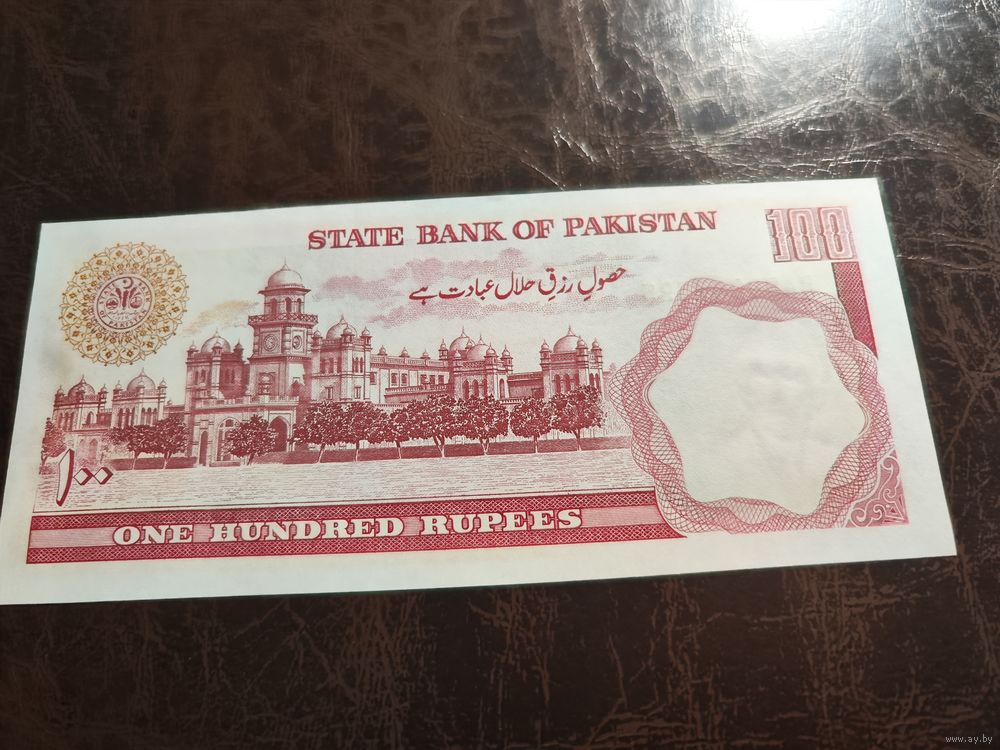 STATE BANK OF PAKISTAN
100
حصولِ رزقِ حلال عبادت ہے
۱۰۰
ONE HUNDRED RUPEES
www.ay.by